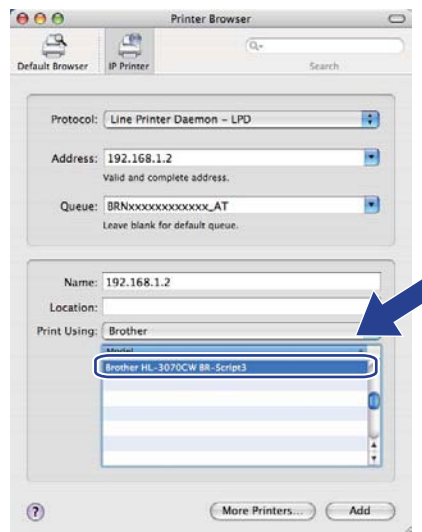 Printer Browser
Default Browser
IP Printer
Search
Protocol: Line Printer Daemon - LPD
Address: 192.168.1.2
Valid and complete address.
Queue: BRNxxxxxxxxxxxx_AT
Leave blank for default queue.
Name: 192.168.1.2
Location:
Print Using: Brother
Model
Brother HL-3070CW BR-Script3
?
More Printers...
Add